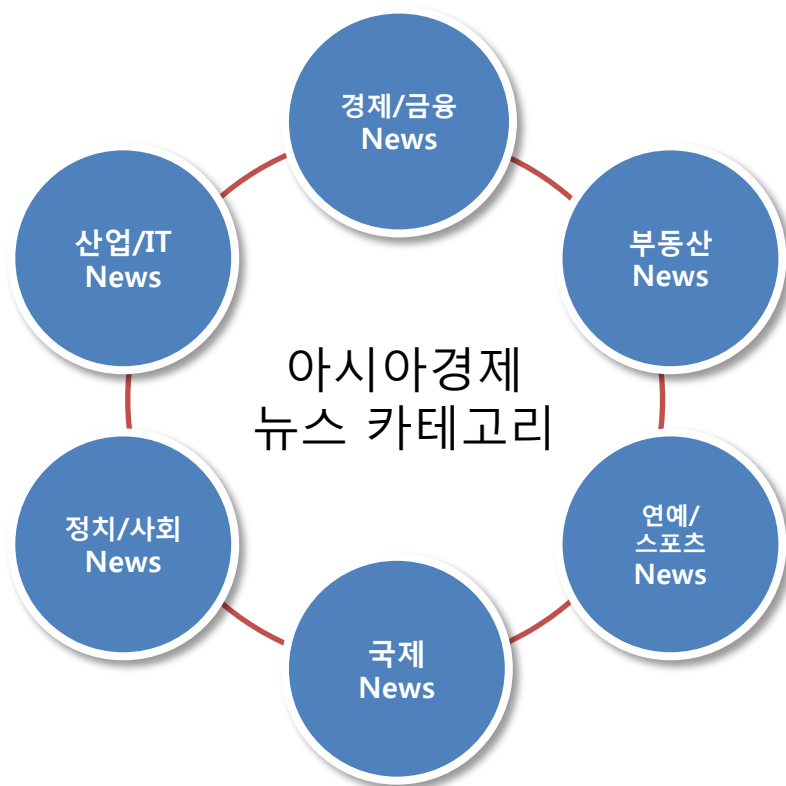 경제/금융
News
산업/IT
News
부동산
News
아시아경제
뉴스 카테고리
정치/사회
News
연예/
스포츠
News
국제
News